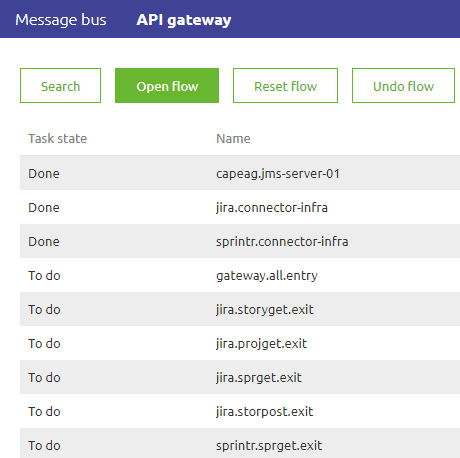 Message bus API gateway
Search Open flow Reset flow Undo flow
Task state Name
Done capeag.jms-server-01
Done jira.connector-infra
Done sprintr.connector-infra
To do gateway.all.entry
To do jira.storyget.exit
To do jira.projget.exit
To do jira.sprget.exit
To do jira.storpost.exit
To do sprintr.sprget.exit